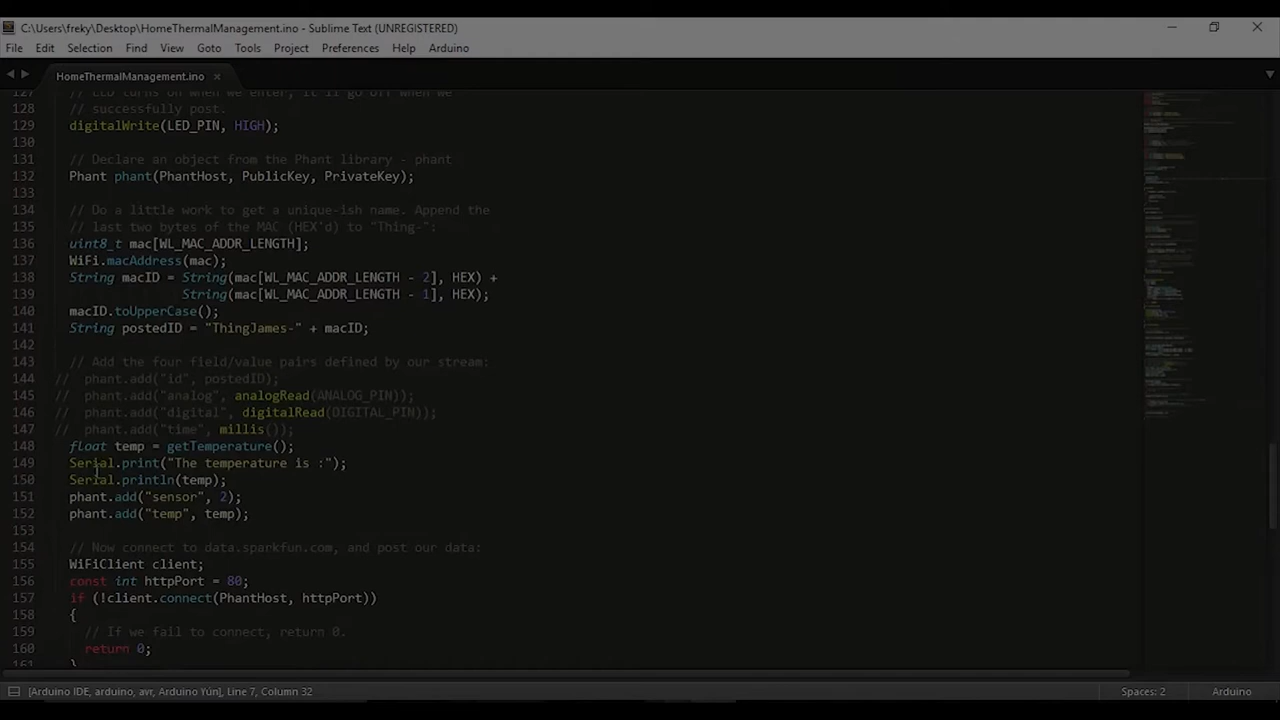 C:\Users\freky\Desktop\HomeThermalManagement.ino - Sublime Text (UNREGISTERED)
File Edit Selection Find View Goto Tools Project Preferences Help Arduino
HomeThermalManagement.ino ×
127 // LED turns on when we enter, it'll go off when we
128 // successfully post.
129 digitalWrite(LED_PIN, HIGH);
130
131 // Declare an object from the Phant library - phant
132 Phant phant(PhantHost, PublicKey, PrivateKey);
133
134 // Do a little work to get a unique-ish name. Append the
135 // last two bytes of the MAC (HEX'd) to "Thing-":
136 uint8_t mac[WL_MAC_ADDR_LENGTH];
137 WiFi.macAddress(mac);
138 String macID = String(mac[WL_MAC_ADDR_LENGTH - 2], HEX) +
139 String(mac[WL_MAC_ADDR_LENGTH - 1], HEX);
140 macID.toUpperCase();
141 String postedID = "ThingJames-" + macID;
142
143 // Add the four field/value pairs defined by our stream:
144 // phant.add("id", postedID);
145 // phant.add("analog", analogRead(ANALOG_PIN));
146 // phant.add("digital", digitalRead(DIGITAL_PIN));
147 // phant.add("time", millis());
148 float temp = getTemperature();
149 Serial.print("The temperature is :");
150 Serial.println(temp);
151 phant.add("sensor", 2);
152 phant.add("temp", temp);
153
154 // Now connect to data.sparkfun.com, and post our data:
155 WiFiClient client;
156 const int httpPort = 80;
157 if (!client.connect(PhantHost, httpPort))
158 {
159 // If we fail to connect, return 0.
160 return 0;
161 }
[Arduino IDE, arduino, avr, Arduino Yún], Line 7, Column 32 Spaces: 2 Arduino